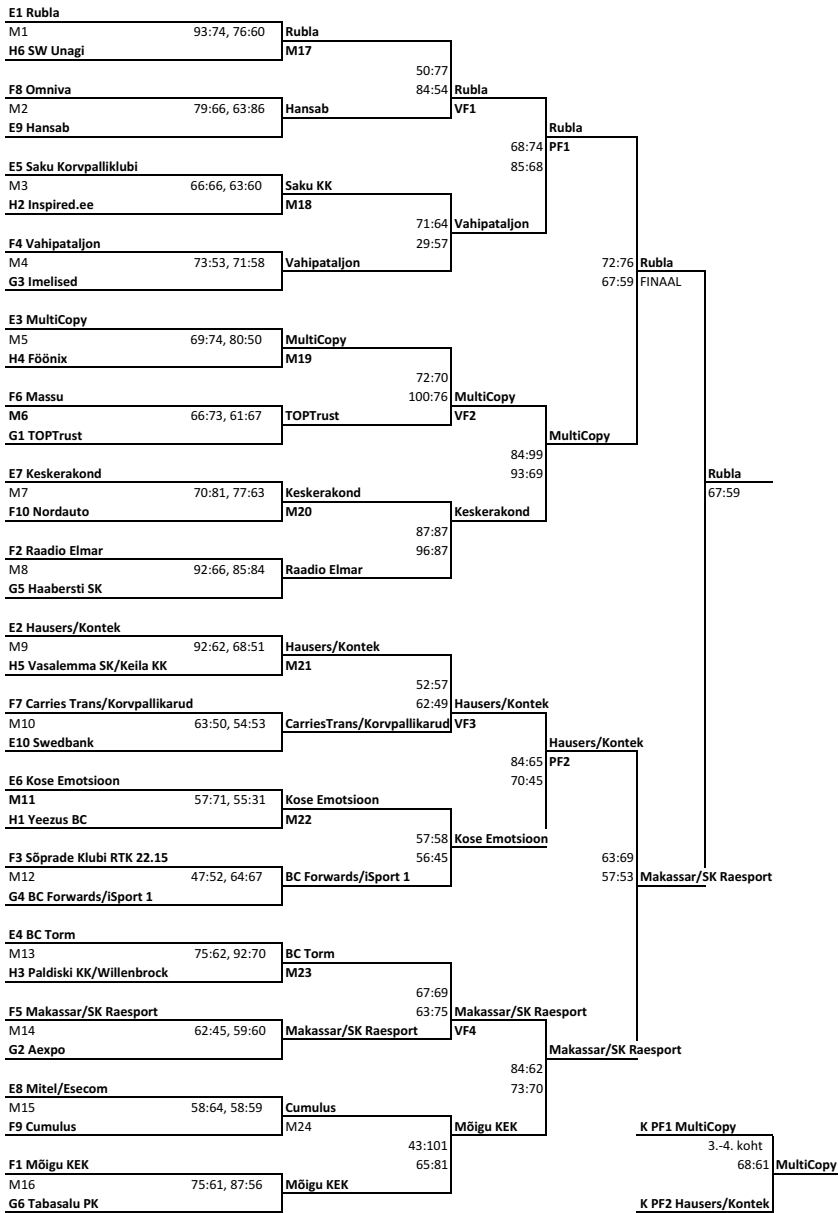 E1 Rubla
M1 93:74, 76:60 Rubla
H6 SW Unagi M17
50:77
F8 Omniva 84:54 Rubla
M2 79:66, 63:86 Hansab VF1
E9 Hansab Rubla
68:74 PF1
E5 Saku Korvpalliklubi 85:68
M3 66:66, 63:60 Saku KK
H2 Inspired.ee M18
71:64 Vahipataljon
F4 Vahipataljon 29:57
M4 73:53, 71:58 Vahipataljon 72:76 Rubla
G3 Imelised 67:59 FINAAL
E3 MultiCopy
M5 69:74, 80:50 MultiCopy
H4 Föönix M19
72:70
F6 Massu 100:76 MultiCopy
M6 66:73, 61:67 TOPTrust VF2
G1 TOPTrust MultiCopy
84:99
E7 Keskerakond 93:69 Rubla
M7 70:81, 77:63 Keskerakond 67:59
F10 Nordauto M20 Keskerakond
87:87
F2 Raadio Elmar 96:87
M8 92:66, 85:84 Raadio Elmar
G5 Haabersti SK
E2 Hausers/Kontek
M9 92:62, 68:51 Hausers/Kontek
H5 Vasalemma SK/Keila KK M21
52:57
F7 Carries Trans/Korvpallikarud 62:49 Hausers/Kontek
M10 63:50, 54:53 CarriesTrans/Korvpallikarud VF3
E10 Swedbank Hausers/Kontek
84:65 PF2
E6 Kose Emotsioon 70:45
M11 57:71, 55:31 Kose Emotsioon
H1 Yeezus BC M22
57:58 Kose Emotsioon
F3 Sõprade Klubi RTK 22.15 56:45 63:69
M12 47:52, 64:67 BC Forwards/iSport 1 57:53 Makassar/SK Raesport
G4 BC Forwards/iSport 1
E4 BC Torm
M13 75:62, 92:70 BC Torm
H3 Paldiski KK/Willenbrock M23
67:69
F5 Makassar/SK Raesport 63:75 Makassar/SK Raesport
M14 62:45, 59:60 Makassar/SK Raesport VF4
G2 Aexpo Makassar/SK Raesport
84:62
E8 Mitel/Esecom 73:70
M15 58:64, 58:59 Cumulus
F9 Cumulus M24 Mõigu KEK K PF1 MultiCopy
43:101 3.-4. koht
F1 Mõigu KEK 65:81 68:61 MultiCopy
M16 75:61, 87:56 Mõigu KEK
G6 Tabasalu PK K PF2 Hausers/Kontek